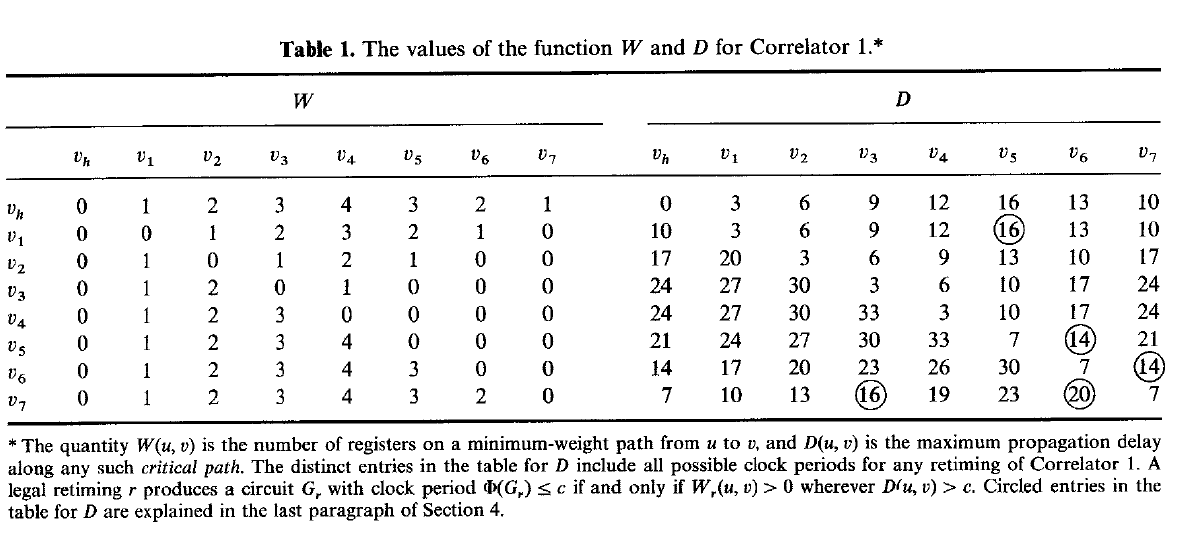 Table 1. The values of the function W and D for Correlator 1.*
W D
v_h v_1 v_2 v_3 v_4 v_5 v_6 v_7 v_h v_1 v_2 v_3 v_4 v_5 v_6 v_7
v_h 0 1 2 3 4 3 2 1 0 3 6 9 12 16 13 10
v_1 0 0 1 2 3 2 1 0 10 3 6 9 12 16 13 10
v_2 0 1 0 1 2 1 0 0 17 20 3 6 9 13 10 17
v_3 0 1 2 0 1 0 0 0 24 27 30 3 6 10 17 24
v_4 0 1 2 3 0 0 0 0 24 27 30 33 3 10 17 24
v_5 0 1 2 3 4 0 0 0 21 24 27 30 33 7 14 21
v_6 0 1 2 3 4 3 0 0 14 17 20 23 26 30 7 14
v_7 0 1 2 3 4 3 2 0 7 10 13 16 19 23 20 7
* The quantity W(u, v) is the number of registers on a minimum-weight path from u to v, and D(u, v) is the maximum propagation delay
along any such critical path. The distinct entries in the table for D include all possible clock periods for any retiming of Correlator 1. A
legal retiming r produces a circuit G_r with clock period Φ(G_r) ≤ c if and only if W_r(u, v) > 0 wherever D(u, v) > c. Circled entries in the
table for D are explained in the last paragraph of Section 4.